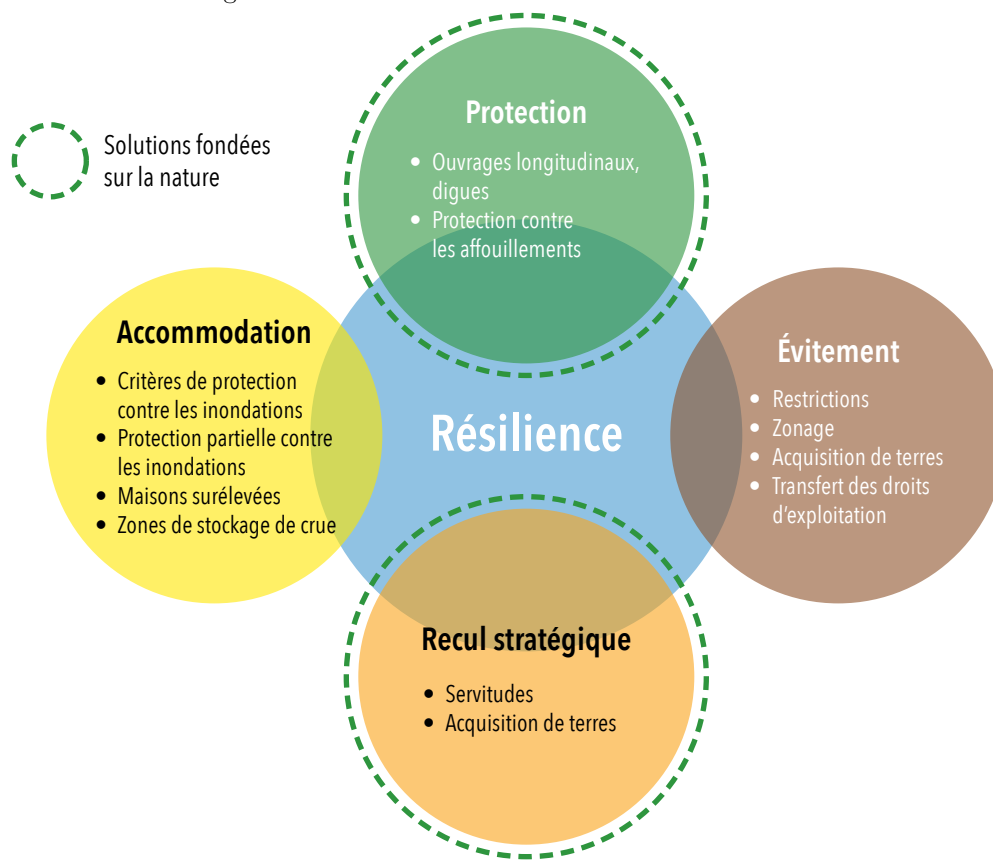 Solutions fondées
sur la nature
Protection
• Ouvrages longitudinaux,
digues
• Protection contre
les affouillements
Accommodation
• Critères de protection
contre les inondations
• Protection partielle contre
les inondations
• Maisons surélevées
• Zones de stockage de crue
Résilience
Évitement
• Restrictions
• Zonage
• Acquisition de terres
• Transfert des droits
d'exploitation
Recul stratégique
• Servitudes
• Acquisition de terres